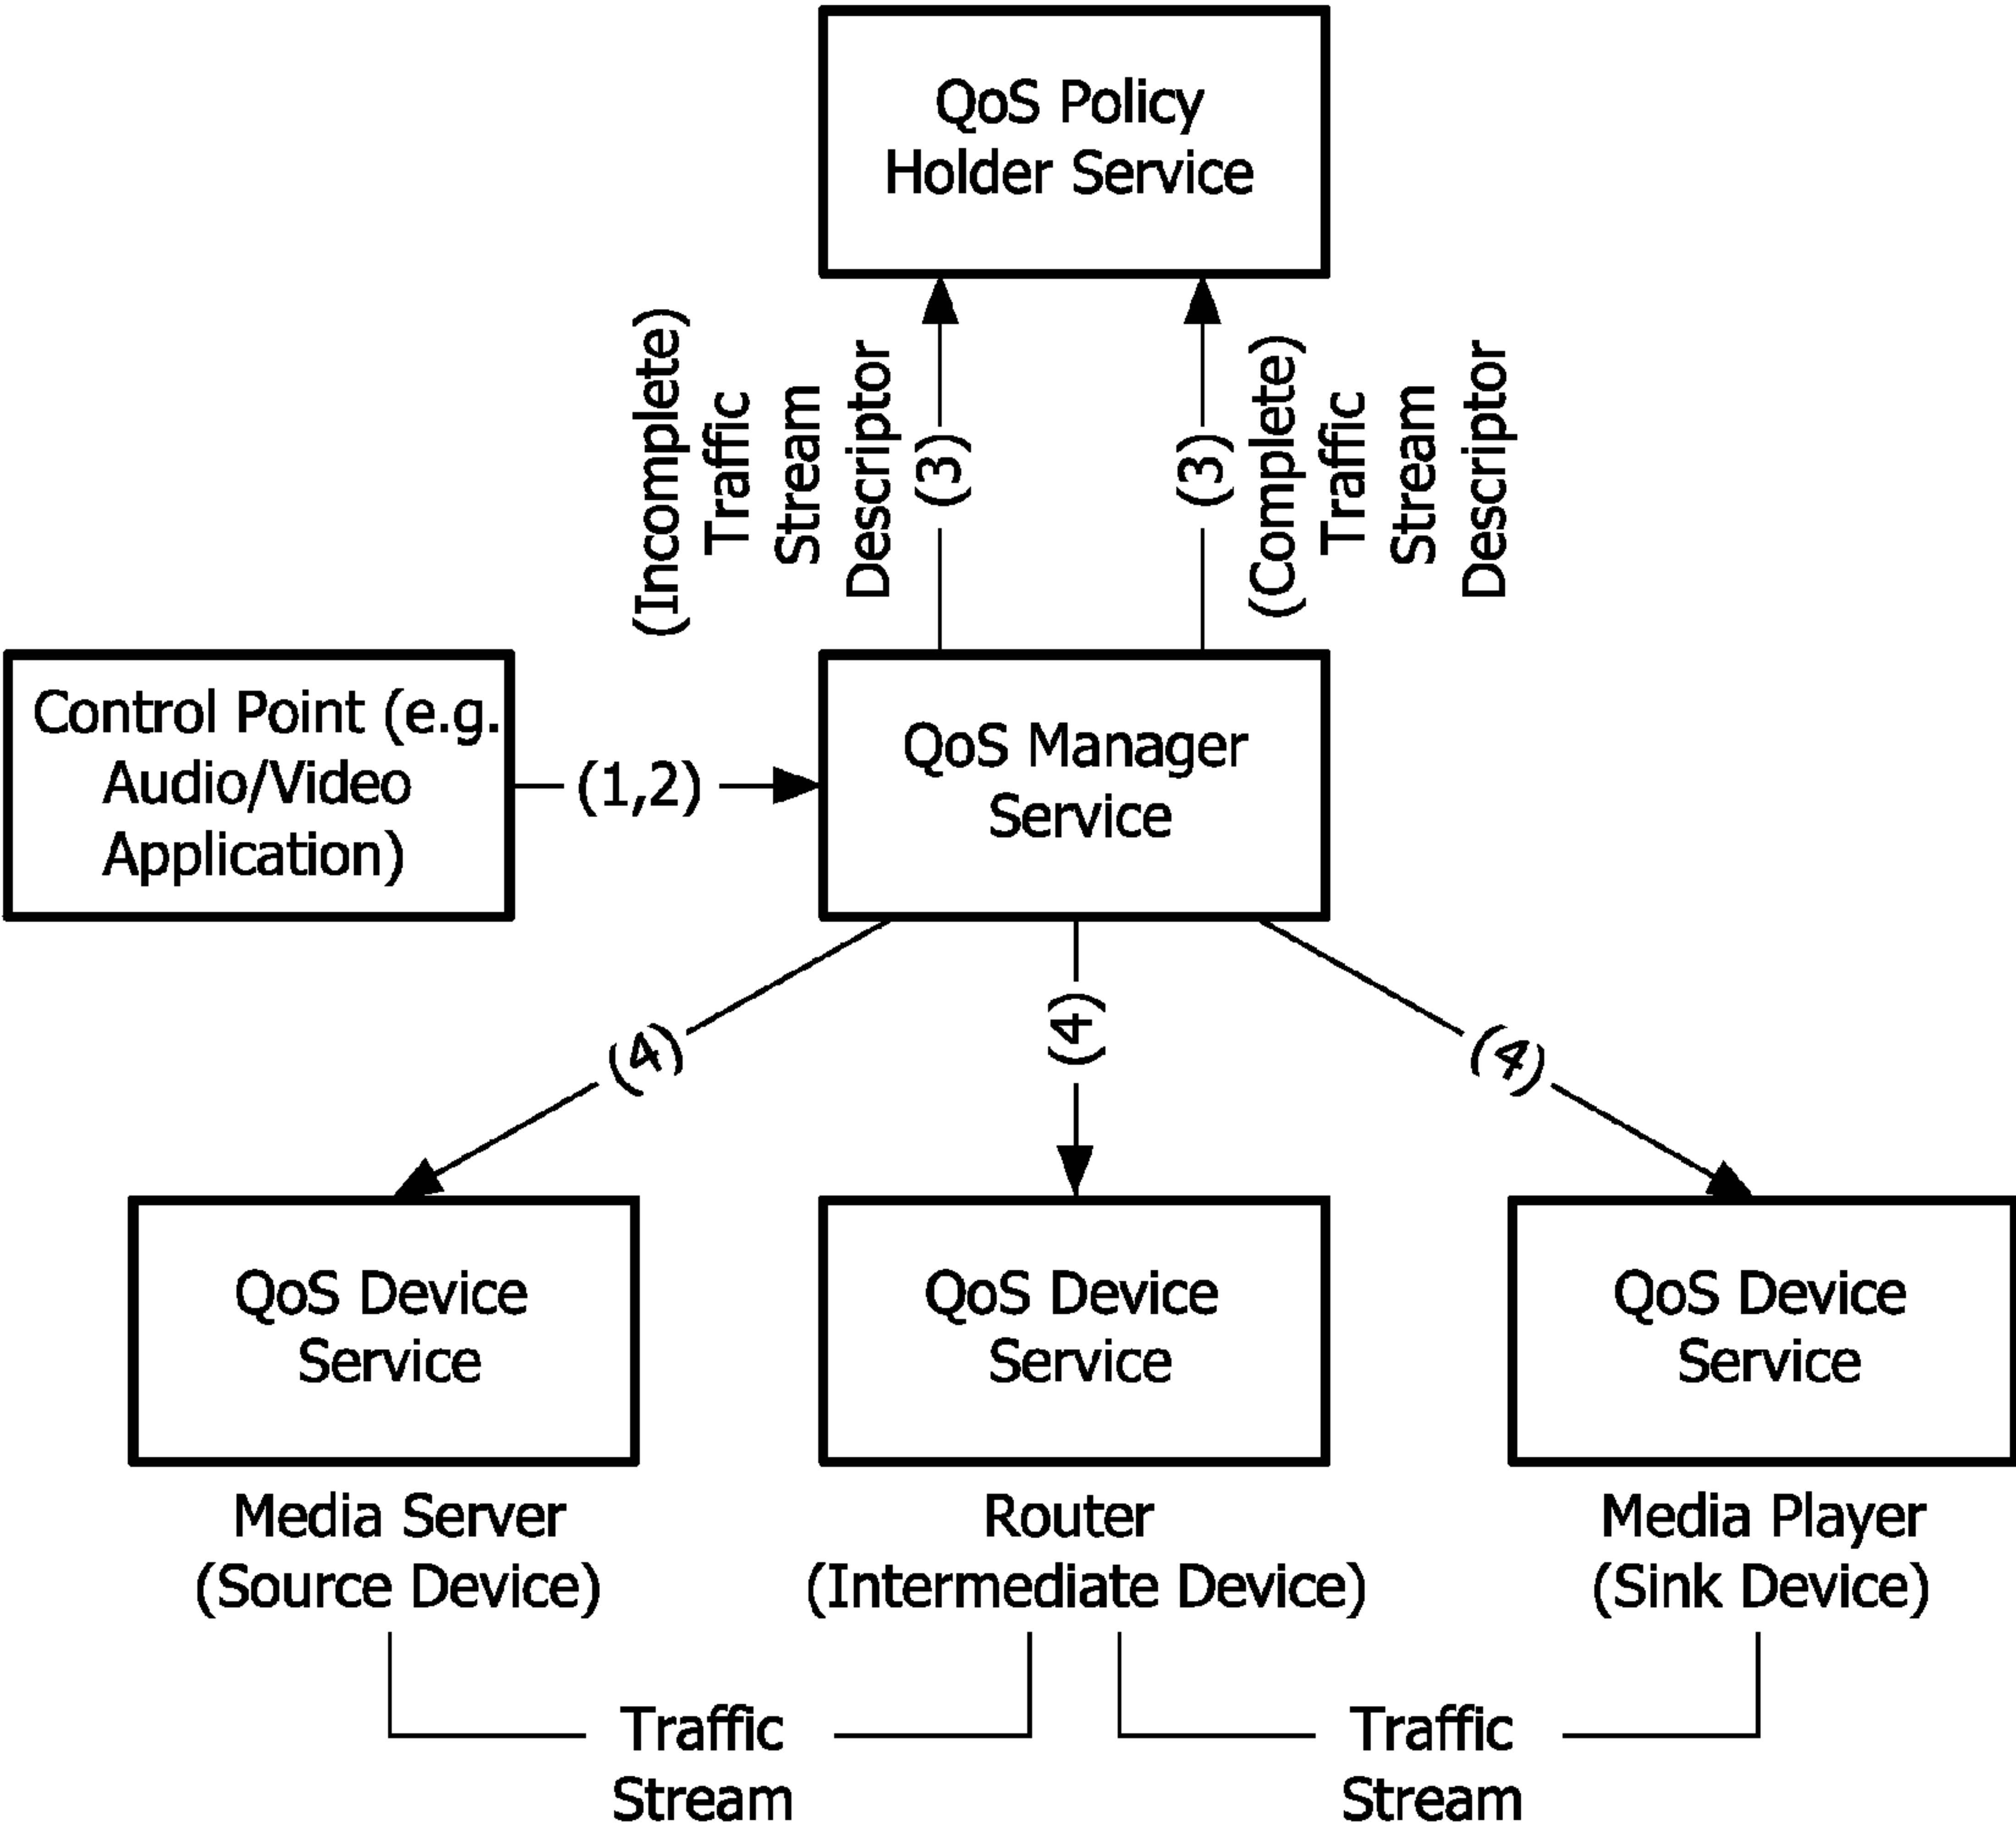 QoS Policy
Holder Service
(Incomplete)
Traffic
Stream
Descriptor
(3)
(3)
(Complete)
Traffic
Stream
Descriptor
Control Point (e.g.
Audio/Video
Application)
(1,2)
QoS Manager
Service
(4)
(4)
(4)
QoS Device
Service
QoS Device
Service
QoS Device
Service
Media Server
(Source Device)
Router
(Intermediate Device)
Media Player
(Sink Device)
Traffic
Stream
Traffic
Stream